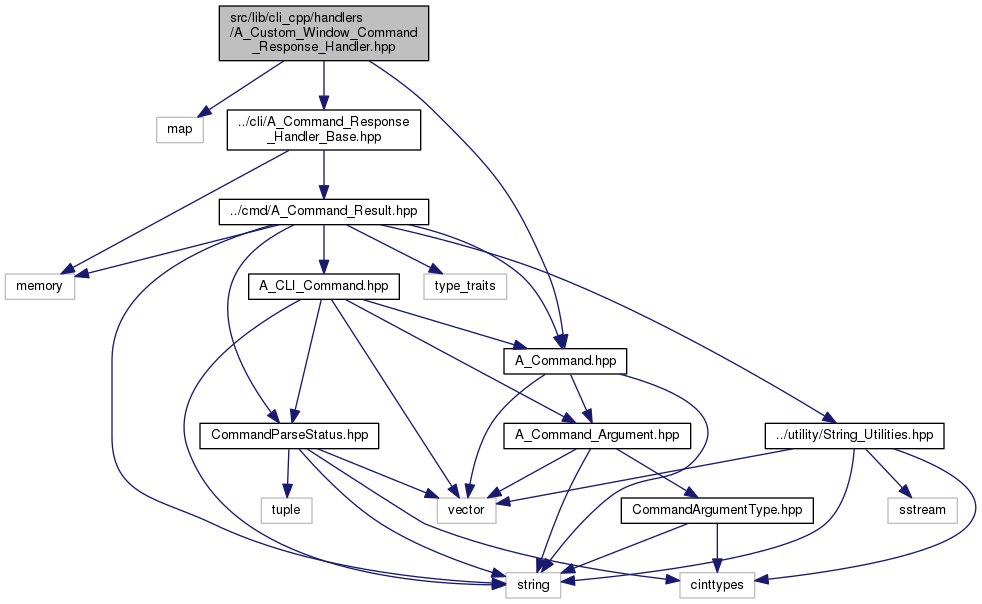 src/lib/cli_cpp/handlers
/A_Custom_Window_Command
_Response_Handler.hpp
map
../cli/A_Command_Response
_Handler_Base.hpp
../cmd/A_Command_Result.hpp
memory
A_CLI_Command.hpp
type_traits
A_Command.hpp
CommandParseStatus.hpp
A_Command_Argument.hpp
../utility/String_Utilities.hpp
tuple
vector
CommandArgumentType.hpp
sstream
string
cinttypes